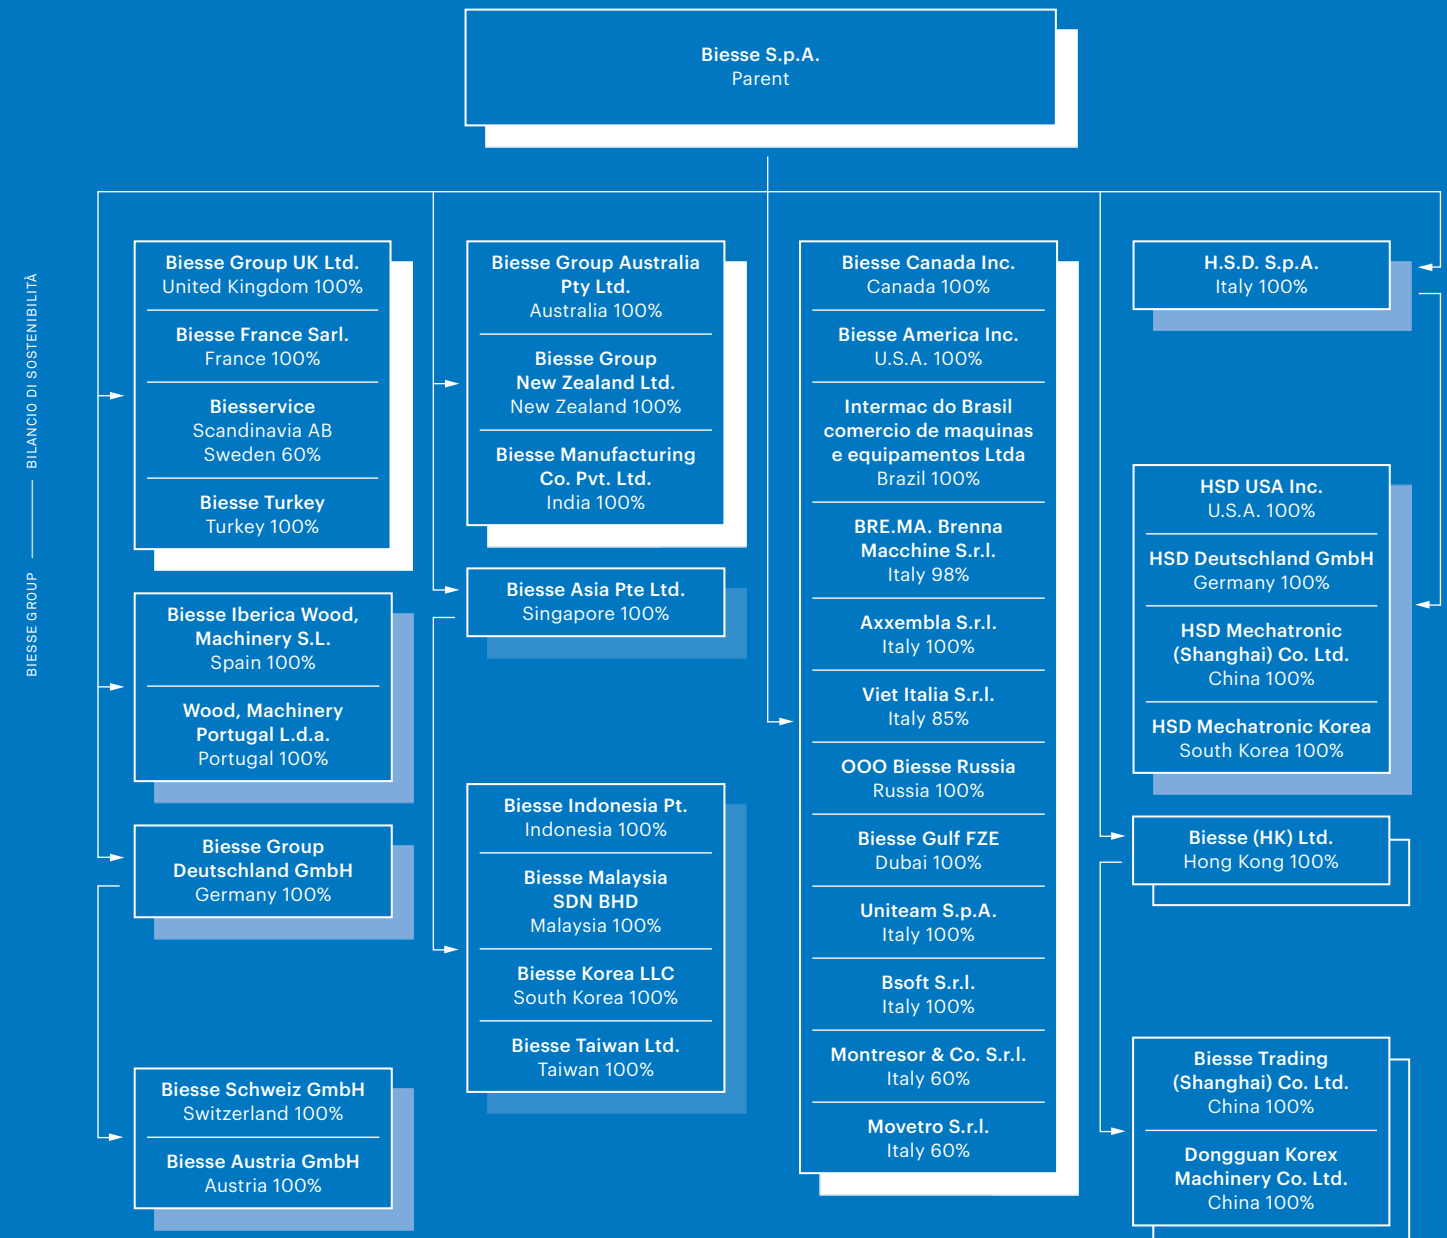 Biesse S.p.A.
Parent
BIESSE GROUP
BILANCIO DI SOSTENIBILITÀ
Biesse Group UK Ltd.
United Kingdom 100%
Biesse France Sarl.
France 100%
Biesservice
Scandinavia AB
Sweden 60%
Biesse Turkey
Turkey 100%
Biesse Iberica Wood,
Machinery S.L.
Spain 100%
Wood, Machinery
Portugal L.d.a.
Portugal 100%
Biesse Group
Deutschland GmbH
Germany 100%
Biesse Schweiz GmbH
Switzerland 100%
Biesse Austria GmbH
Austria 100%
Biesse Group Australia
Pty Ltd.
Australia 100%
Biesse Group
New Zealand Ltd.
New Zealand 100%
Biesse Manufacturing
Co. Pvt. Ltd.
India 100%
Biesse Asia Pte Ltd.
Singapore 100%
Biesse Indonesia Pt.
Indonesia 100%
Biesse Malaysia
SDN BHD
Malaysia 100%
Biesse Korea LLC
South Korea 100%
Biesse Taiwan Ltd.
Taiwan 100%
Biesse Canada Inc.
Canada 100%
Biesse America Inc.
U.S.A. 100%
Intermac do Brasil
comercio de maquinas
e equipamentos Ltda
Brazil 100%
BRE.MA. Brenna
Macchine S.r.l.
Italy 98%
Axxembla S.r.l.
Italy 100%
Viet Italia S.r.l.
Italy 85%
OOO Biesse Russia
Russia 100%
Biesse Gulf FZE
Dubai 100%
Uniteam S.p.A.
Italy 100%
Bsoft S.r.l.
Italy 100%
Montresor & Co. S.r.l.
Italy 60%
Movetro S.r.l.
Italy 60%
H.S.D. S.p.A.
Italy 100%
HSD USA Inc.
U.S.A. 100%
HSD Deutschland GmbH
Germany 100%
HSD Mechatronic
(Shanghai) Co. Ltd.
China 100%
HSD Mechatronic Korea
South Korea 100%
Biesse (HK) Ltd.
Hong Kong 100%
Biesse Trading
(Shanghai) Co. Ltd.
China 100%
Dongguan Korex
Machinery Co. Ltd.
China 100%